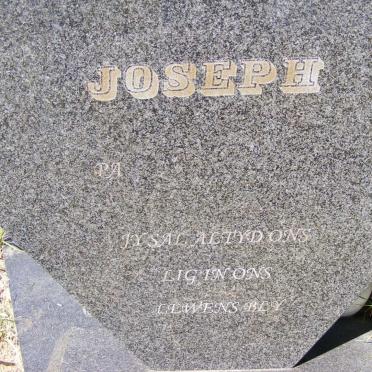 JOSEPH
PA
JY SAL ALTYD ONS
LIG IN ONS
LEWENS BLY